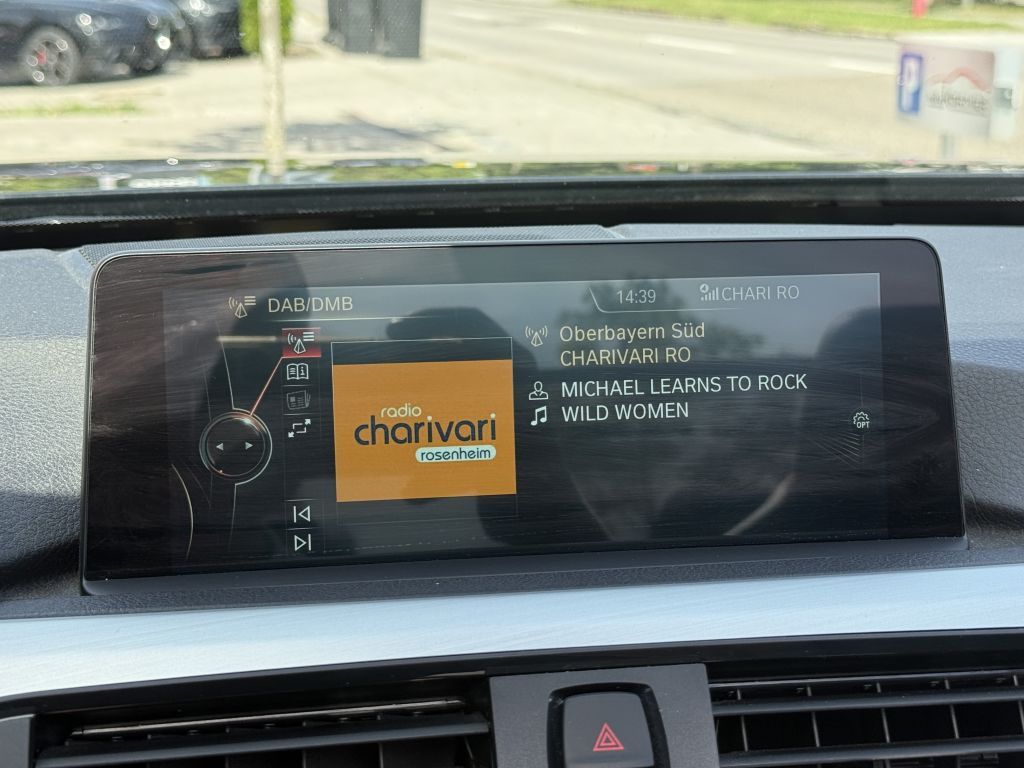 DAB/DMB
14:39
CHARI RO
Oberbayern Süd
CHARIVARI RO
MICHAEL LEARNS TO ROCK
WILD WOMEN
radio
charivari
rosenheim
OPT
P